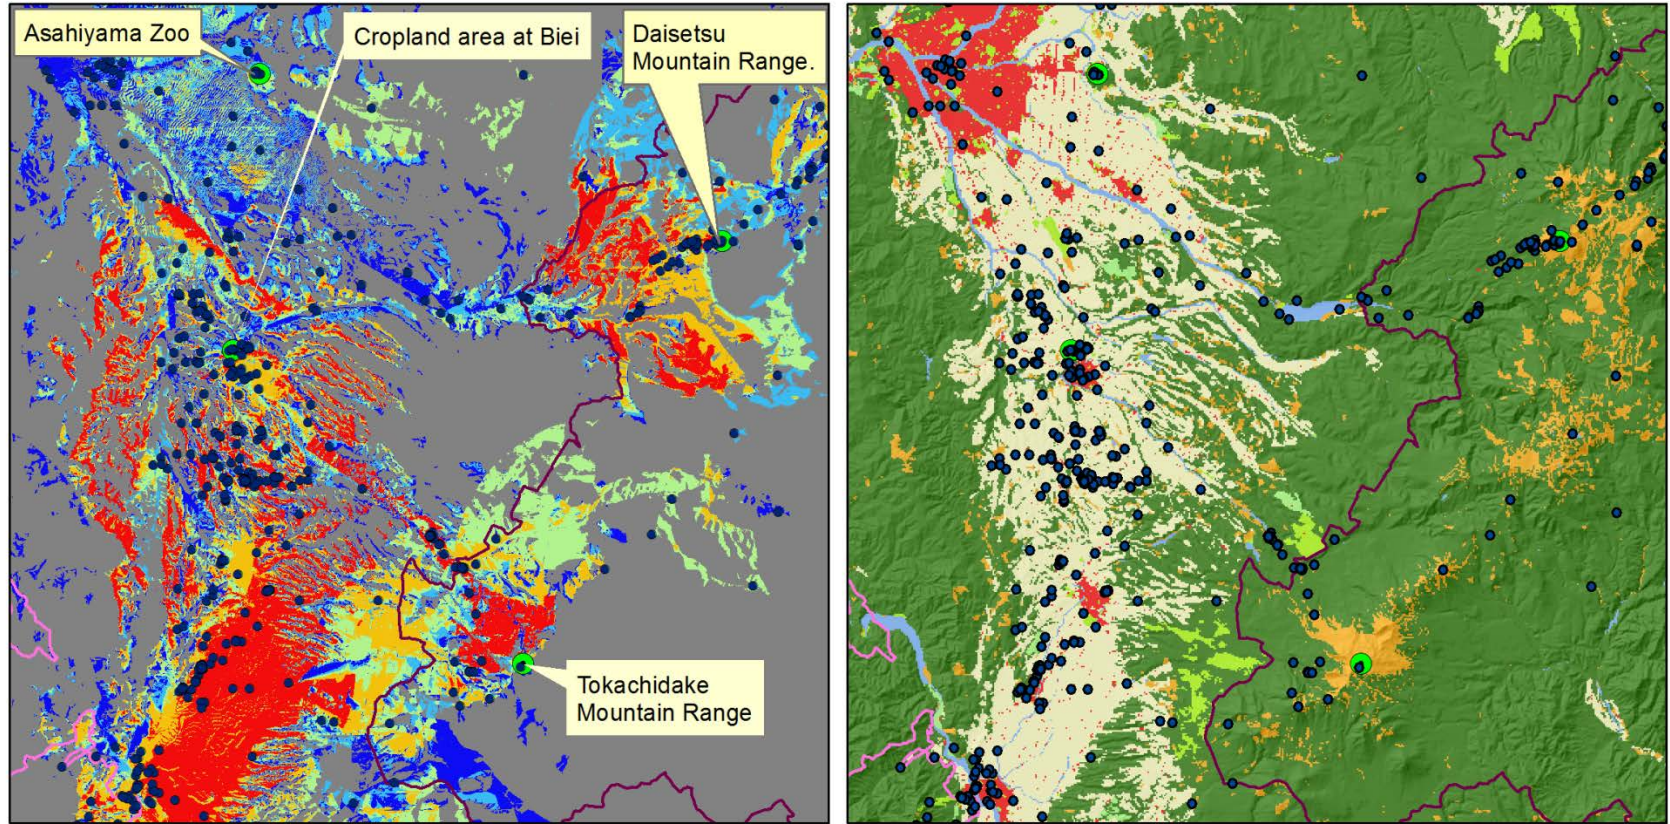 Asahiyama Zoo
Cropland area at Biei
Daisetsu
Mountain Range.
Tokachidake
Mountain Range